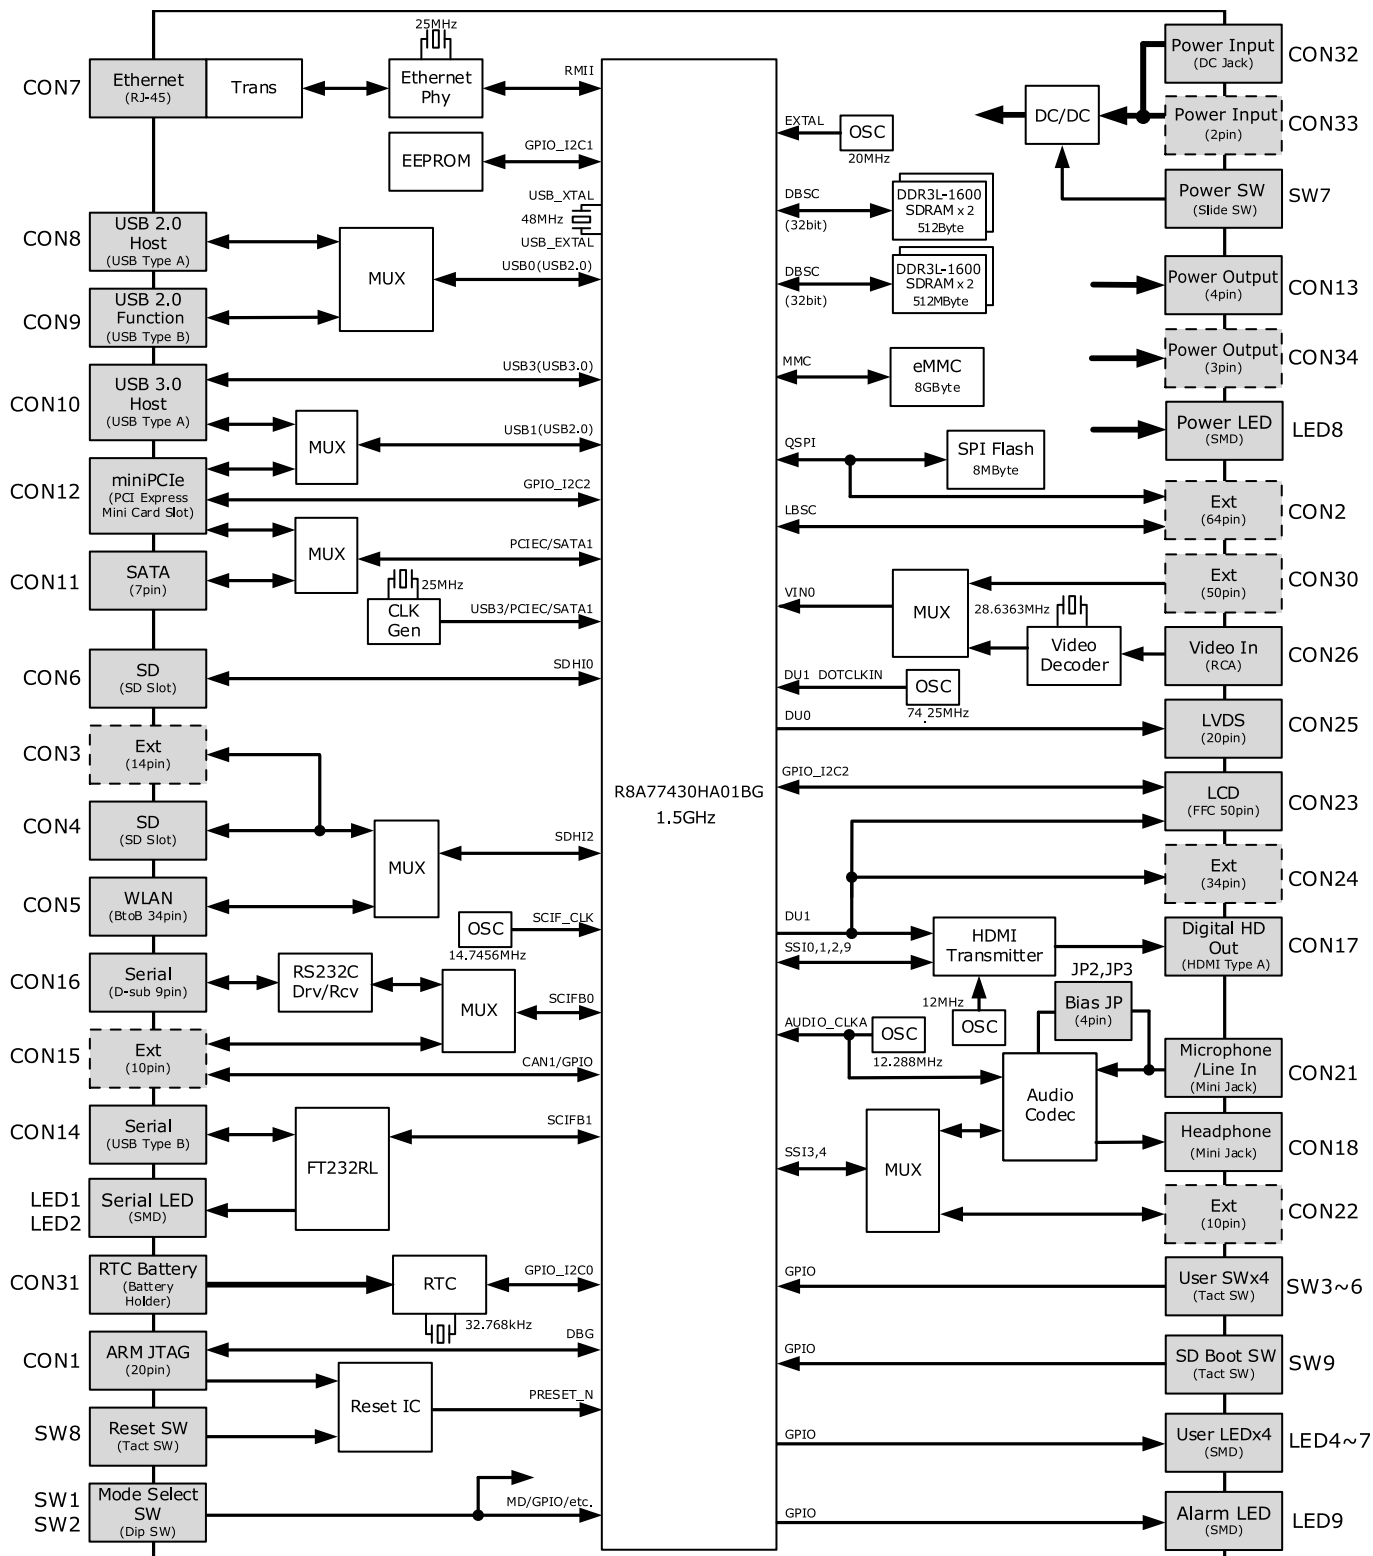 25MHz
CON7
Ethernet
(RJ-45)
Trans
Ethernet
Phy
RMII
EEPROM
GPIO_I2C1
USB_XTAL
48MHz
USB_EXTAL
CON8
USB 2.0
Host
(USB Type A)
MUX
USB0(USB2.0)
CON9
USB 2.0
Function
(USB Type B)
USB3(USB3.0)
CON10
USB 3.0
Host
(USB Type A)
MUX
USB1(USB2.0)
CON12
miniPCIe
(PCI Express
Mini Card Slot)
GPIO_I2C2
MUX
PCIEC/SATA1
CON11
SATA
(7pin)
25MHz
CLK
Gen
USB3/PCIEC/SATA1
CON6
SD
(SD Slot)
SDHI0
CON3
Ext
(14pin)
CON4
SD
(SD Slot)
MUX
SDHI2
CON5
WLAN
(BtoB 34pin)
OSC
14.7456MHz
SCIF_CLK
CON16
Serial
(D-sub 9pin)
RS232C
Drv/Rcv
MUX
SCIFB0
CON15
Ext
(10pin)
CAN1/GPIO
CON14
Serial
(USB Type B)
FT232RL
SCIFB1
LED1
LED2
Serial LED
(SMD)
CON31
RTC Battery
(Battery
Holder)
RTC
GPIO_I2C0
32.768kHz
DBG
CON1
ARM JTAG
(20pin)
Reset IC
PRESET_N
SW8
Reset SW
(Tact SW)
SW1
SW2
Mode Select
SW
(Dip SW)
MD/GPIO/etc.
R8A77430HA01BG
1.5GHz
Power Input
(DC Jack)
CON32
DC/DC
Power Input
(2pin)
CON33
EXTAL
OSC
20MHz
Power SW
(Slide SW)
SW7
DBSC
(32bit)
DDR3L-1600
SDRAM x 2
512Byte
DBSC
(32bit)
DDR3L-1600
SDRAM x 2
512MByte
Power Output
(4pin)
CON13
Power Output
(3pin)
CON34
MMC
eMMC
8GByte
Power LED
(SMD)
LED8
QSPI
SPI Flash
8MByte
LBSC
Ext
(64pin)
CON2
Ext
(50pin)
CON30
VIN0
MUX
28.6363MHz
Video
Decoder
Video In
(RCA)
CON26
DU1 DOTCLKIN
OSC
74.25MHz
DU0
LVDS
(20pin)
CON25
GPIO_I2C2
LCD
(FFC 50pin)
CON23
Ext
(34pin)
CON24
DU1
SSI0,1,2,9
HDMI
Transmitter
Digital HD
Out
(HDMI Type A)
CON17
12MHz
OSC
JP2,JP3
Bias JP
(4pin)
AUDIO_CLKA
OSC
12.288MHz
Audio
Codec
Microphone
/Line In
(Mini Jack)
CON21
Headphone
(Mini Jack)
CON18
SSI3,4
MUX
Ext
(10pin)
CON22
GPIO
User SWx4
(Tact SW)
SW3~6
GPIO
SD Boot SW
(Tact SW)
SW9
GPIO
User LEDx4
(SMD)
LED4~7
GPIO
Alarm LED
(SMD)
LED9